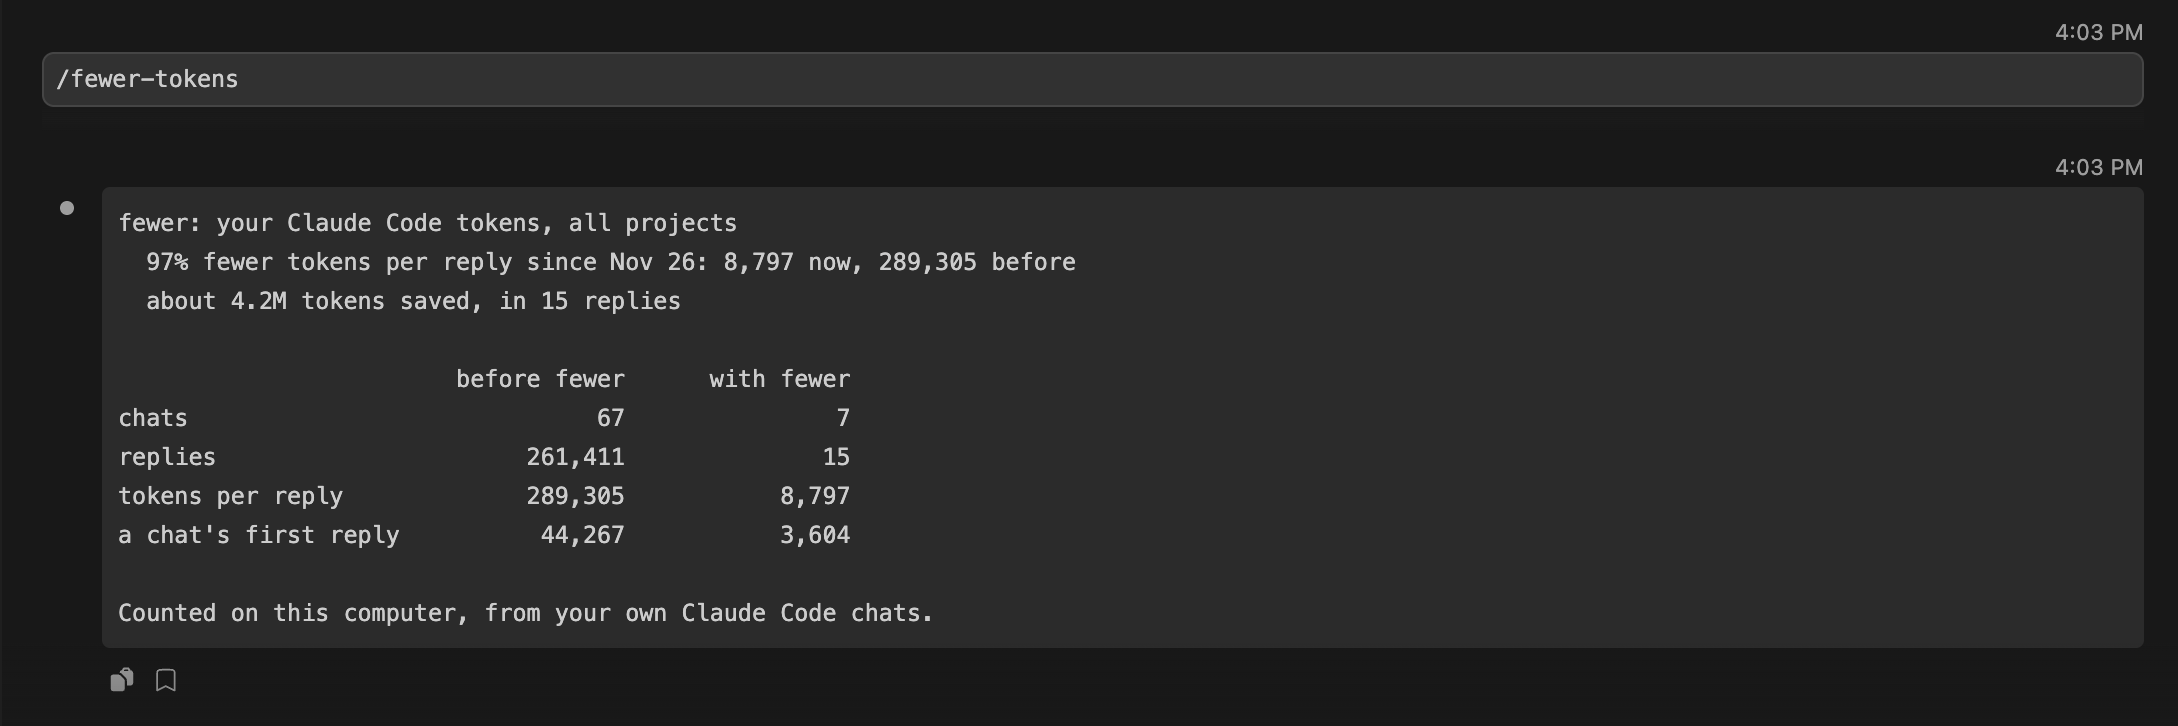 4:03 PM
/fewer-tokens
4:03 PM
fewer: your Claude Code tokens, all projects
97% fewer tokens per reply since Nov 26: 8,797 now, 289,305 before
about 4.2M tokens saved, in 15 replies
before fewer with fewer
chats 67 7
replies 261,411 15
tokens per reply 289,305 8,797
a chat's first reply 44,267 3,604
Counted on this computer, from your own Claude Code chats.